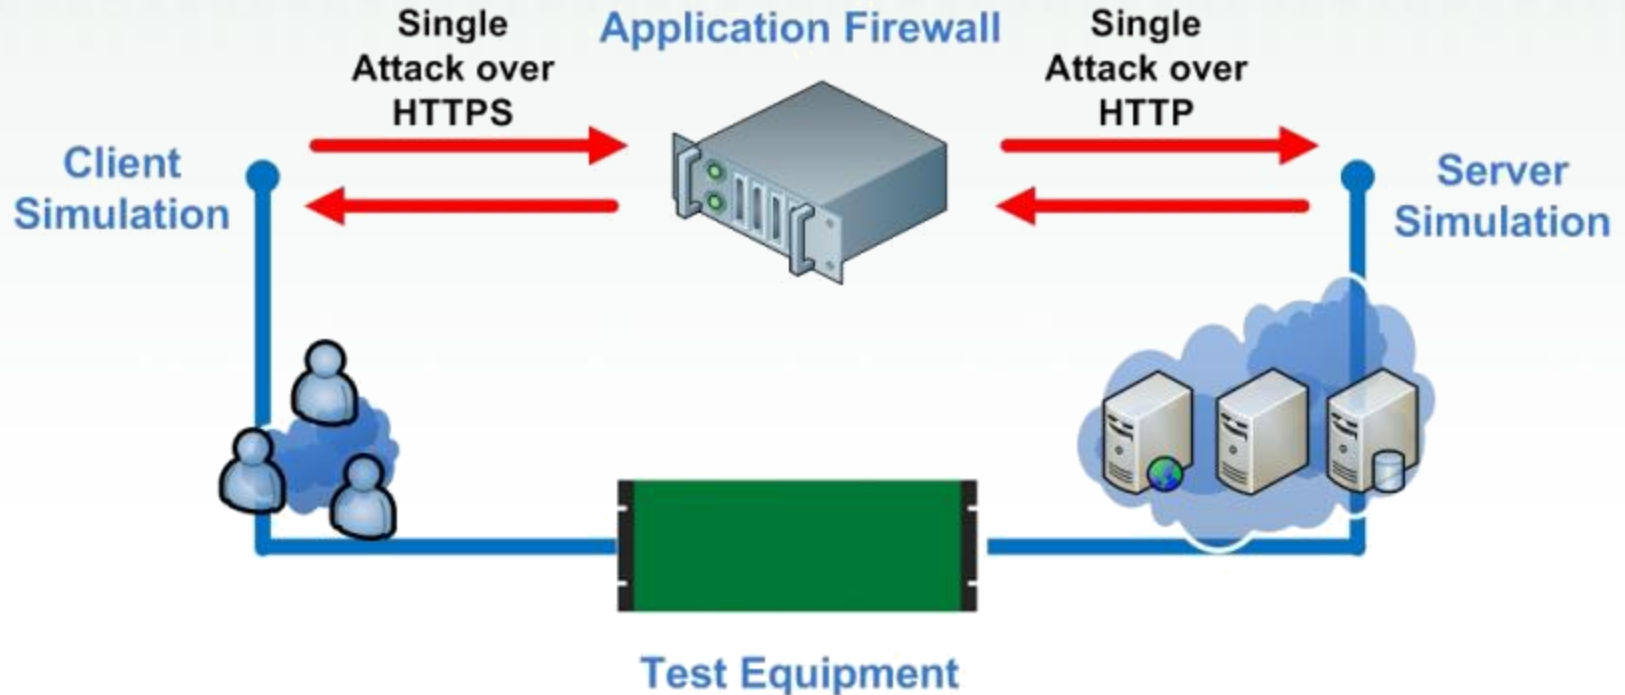 Single
Attack over
HTTPS
Application Firewall
Single
Attack over
HTTP
Client
Simulation
Server
Simulation
Test Equipment